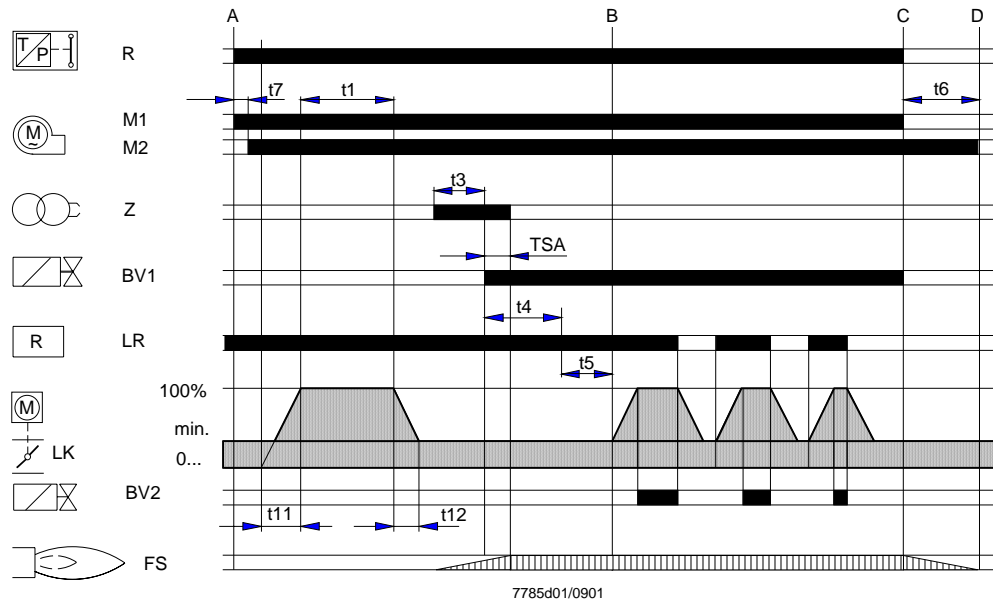 A B C D
T/P R
t7 t1 t6
M1
M ~
M2
t3
Z
TSA
BV1
t4
R LR
t5
100%
M
min.
LK
0...
BV2
t11 t12
FS
7785d01/0901